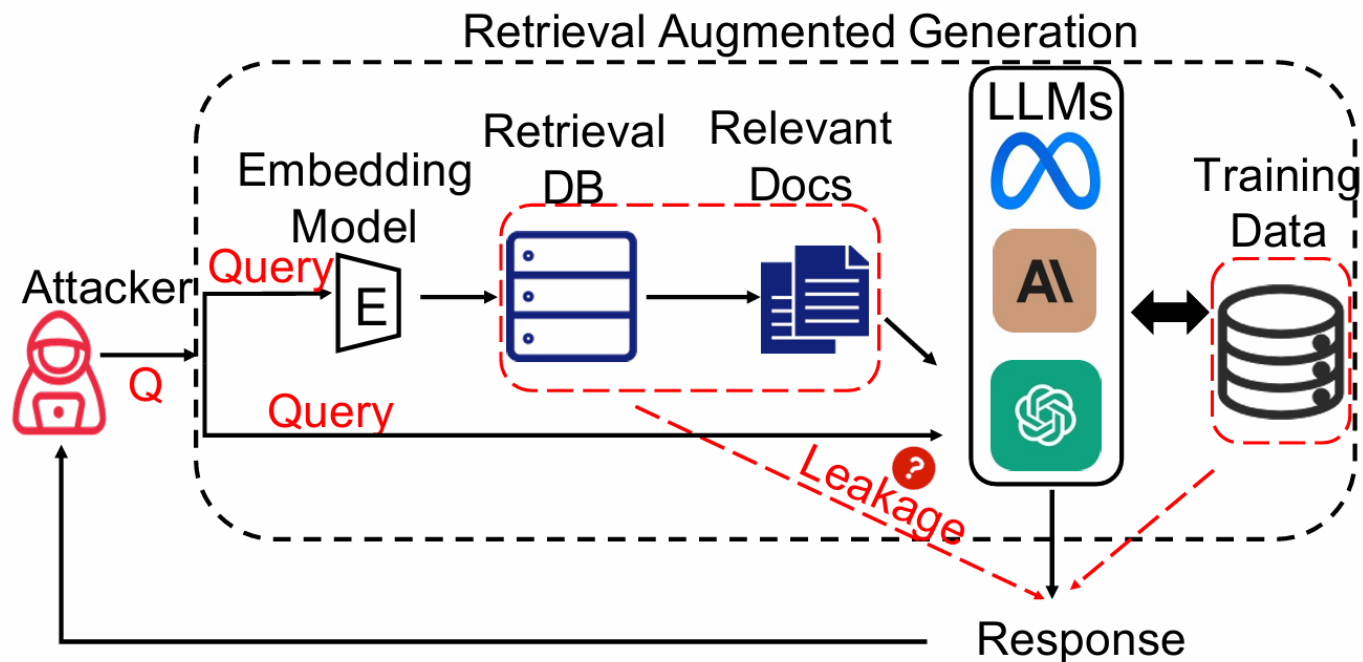 Retrieval Augmented Generation
LLMs
Retrieval
DB
Relevant
Docs
Embedding
Model
Training
Data
Attacker
Query
E
A\
Q
Query
?
Leakage
Response